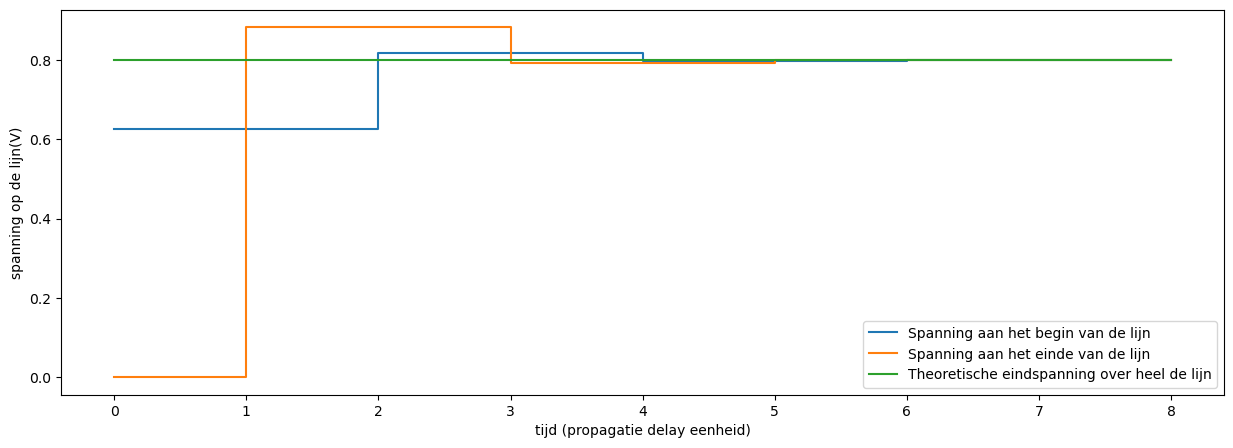 spanning op de lijn(V)
0.8
0.6
0.4
0.2
0.0
0 1 2 3 4 5 6 7 8
tijd (propagatie delay eenheid)
Spanning aan het begin van de lijn
Spanning aan het einde van de lijn
Theoretische eindspanning over heel de lijn